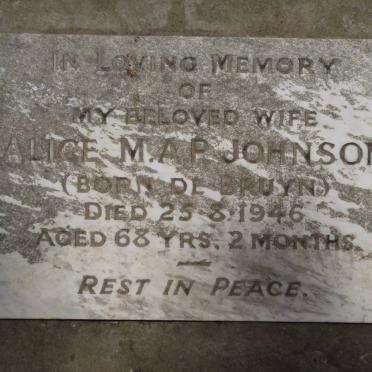 IN LOVING MEMORY
OF
MY BELOVED WIFE
ALICE M.A.P. JOHNSON
(BORN DE BRUYN)
DIED 25.8.1946
AGED 68 YRS. 2 MONTHS.
REST IN PEACE.